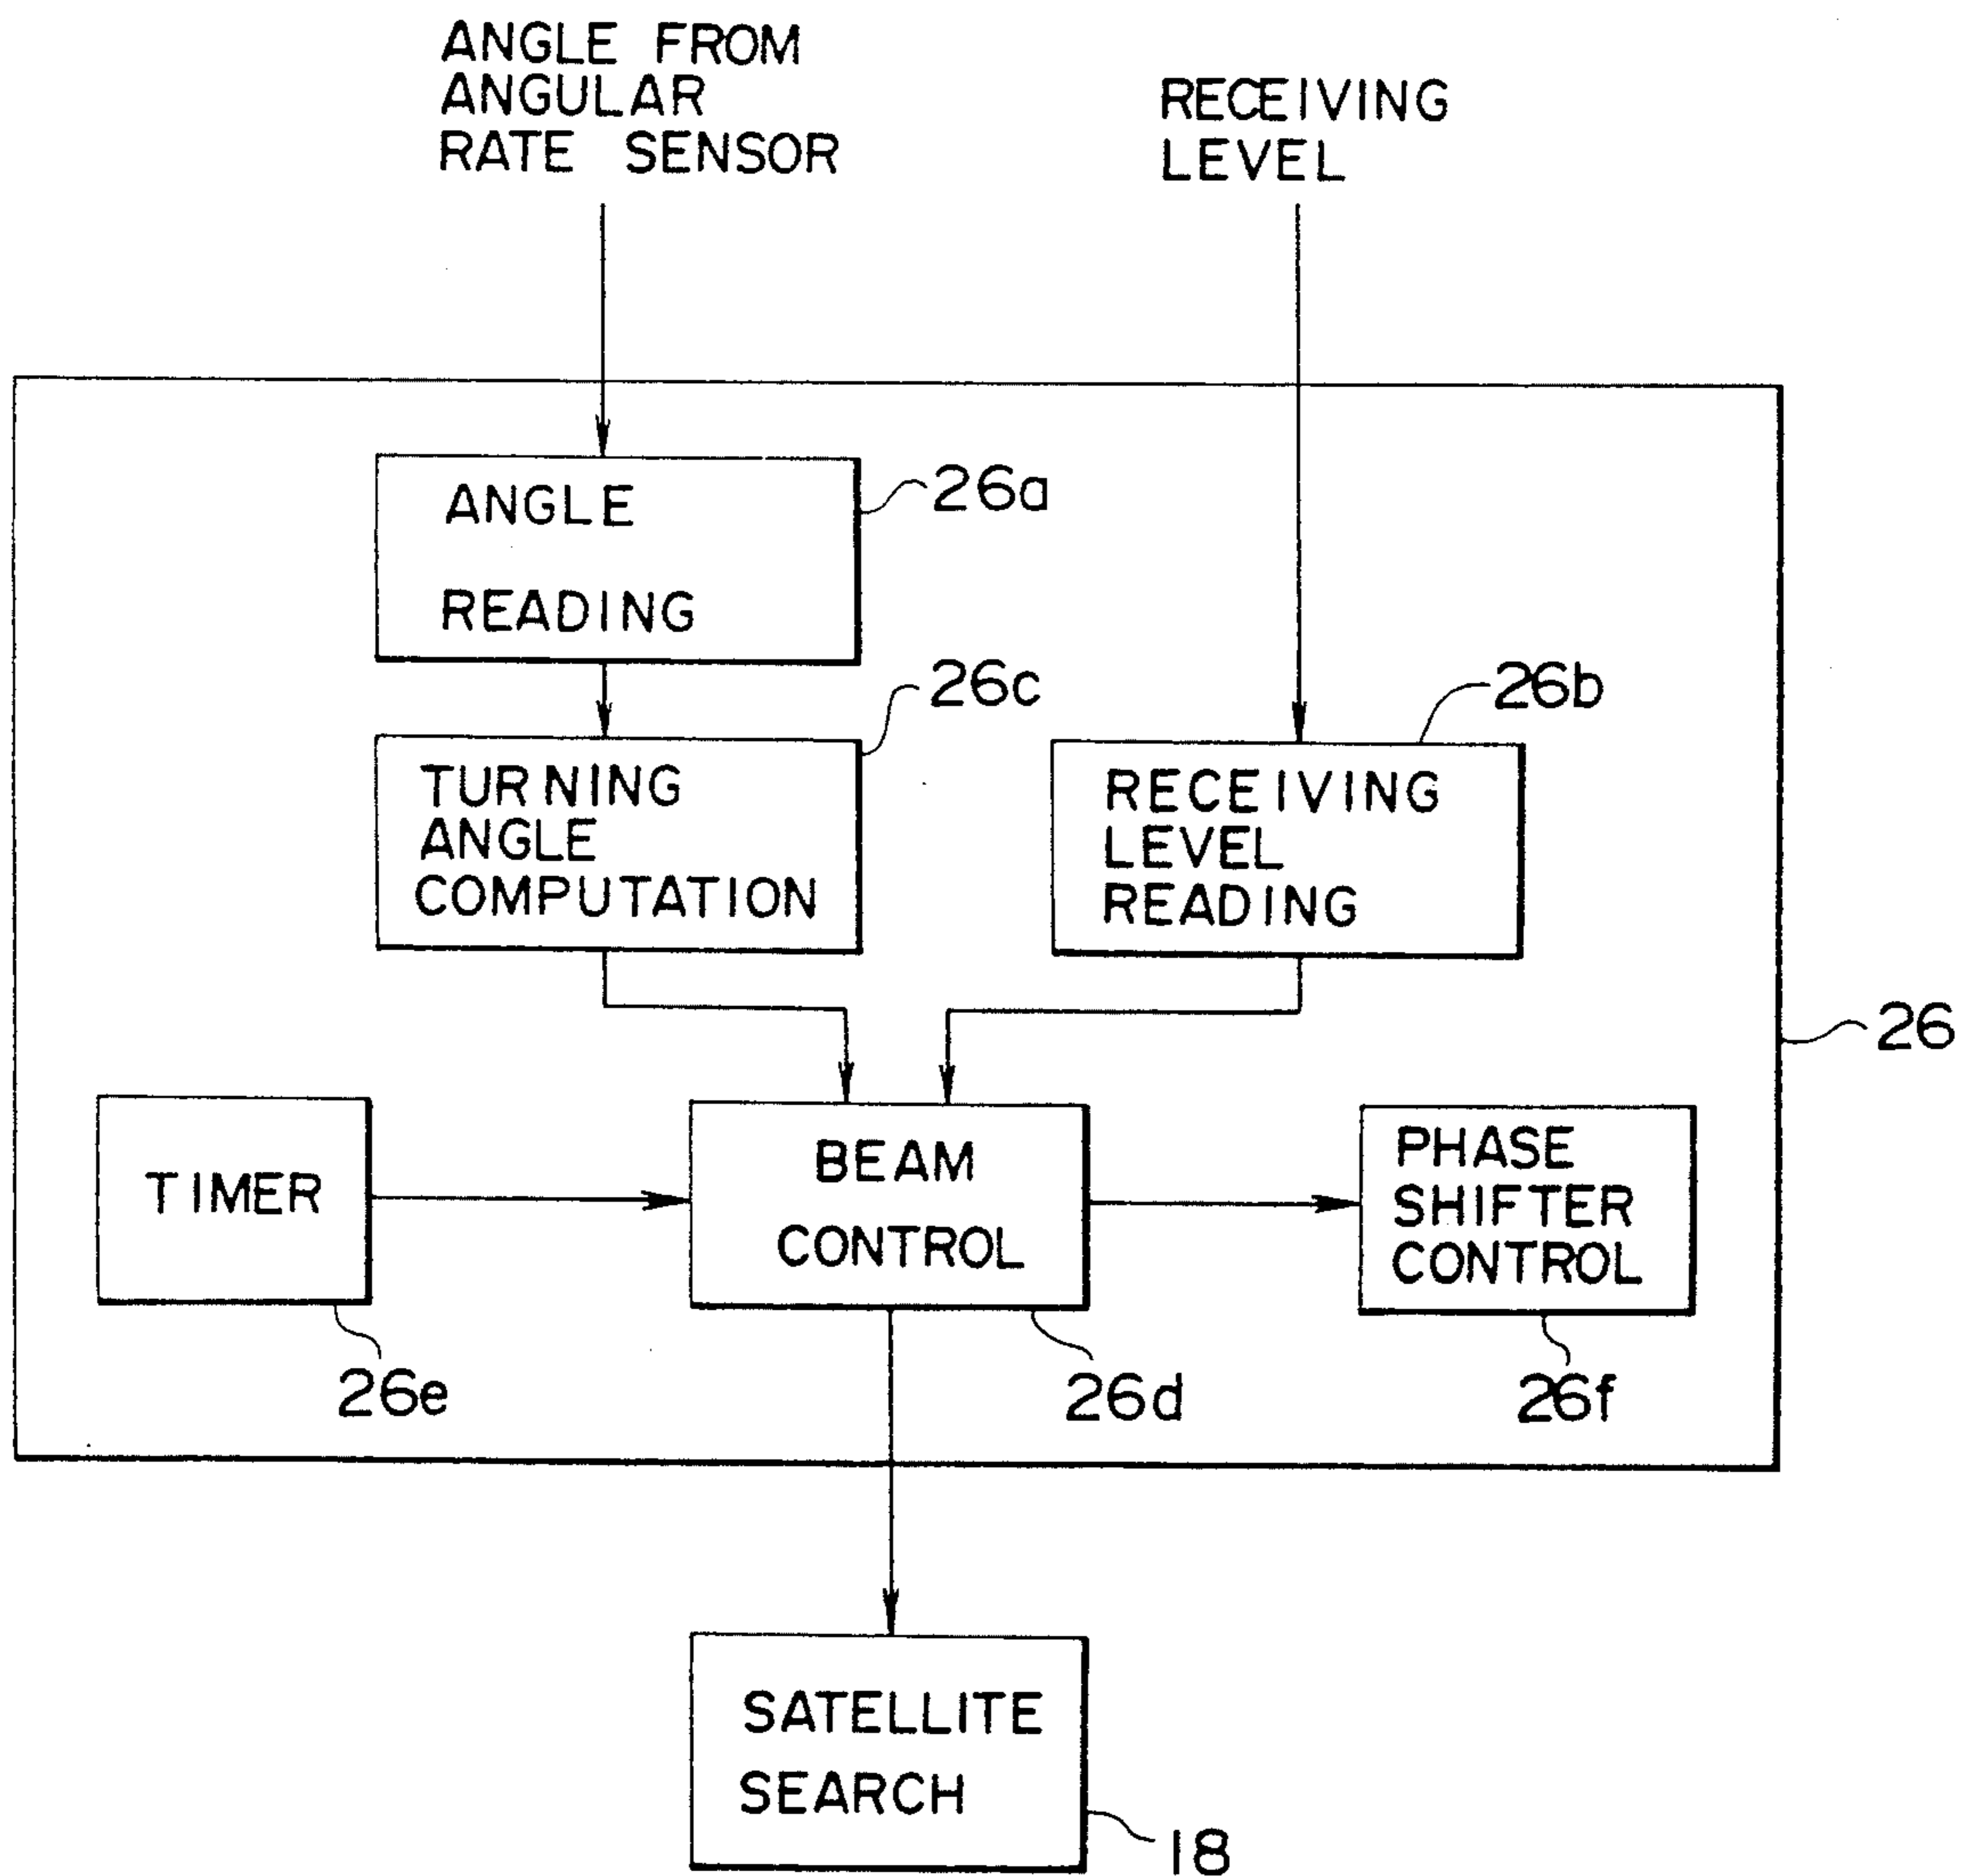 ANGLE FROM
ANGULAR
RATE SENSOR
RECEIVING
LEVEL
ANGLE
READING
26a
TURNING
ANGLE
COMPUTATION
26c
RECEIVING
LEVEL
READING
26b
26
TIMER
26e
BEAM
CONTROL
26d
PHASE
SHIFTER
CONTROL
26f
SATELLITE
SEARCH
18